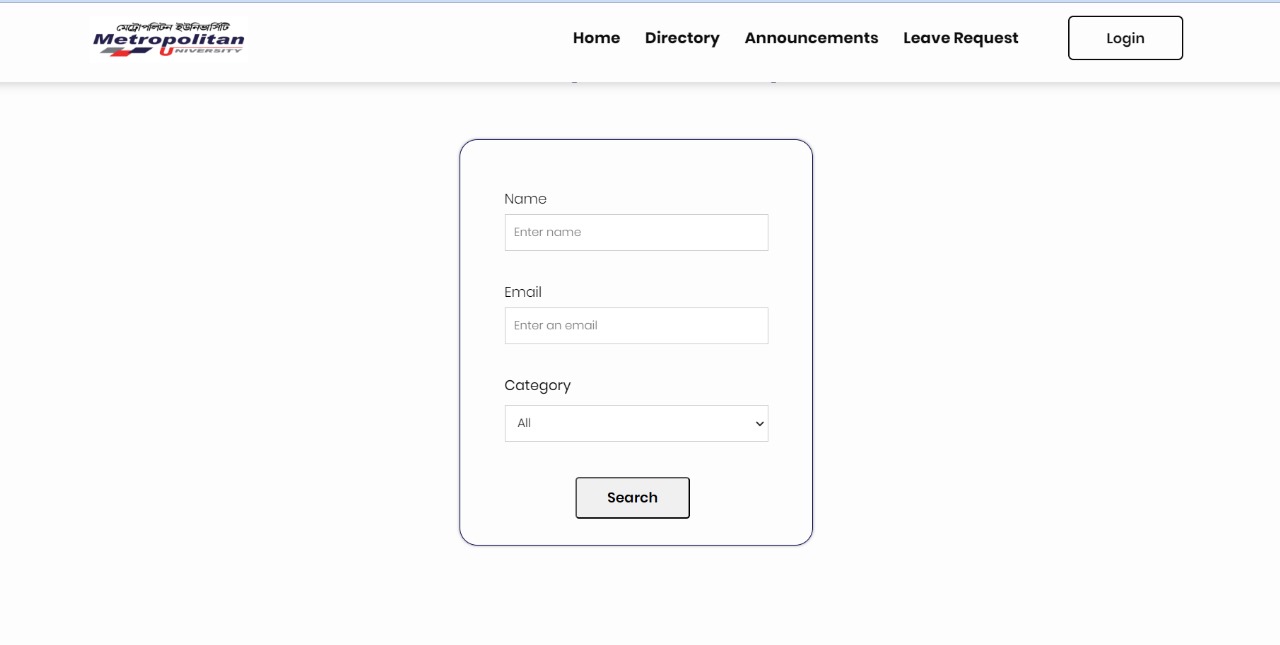 মেট্রোপলিটন ইউনিভার্সিটি
Metropolitan
UNIVERSITY
Home Directory Announcements Leave Request Login
Name
Enter name
Email
Enter an email
Category
All
Search